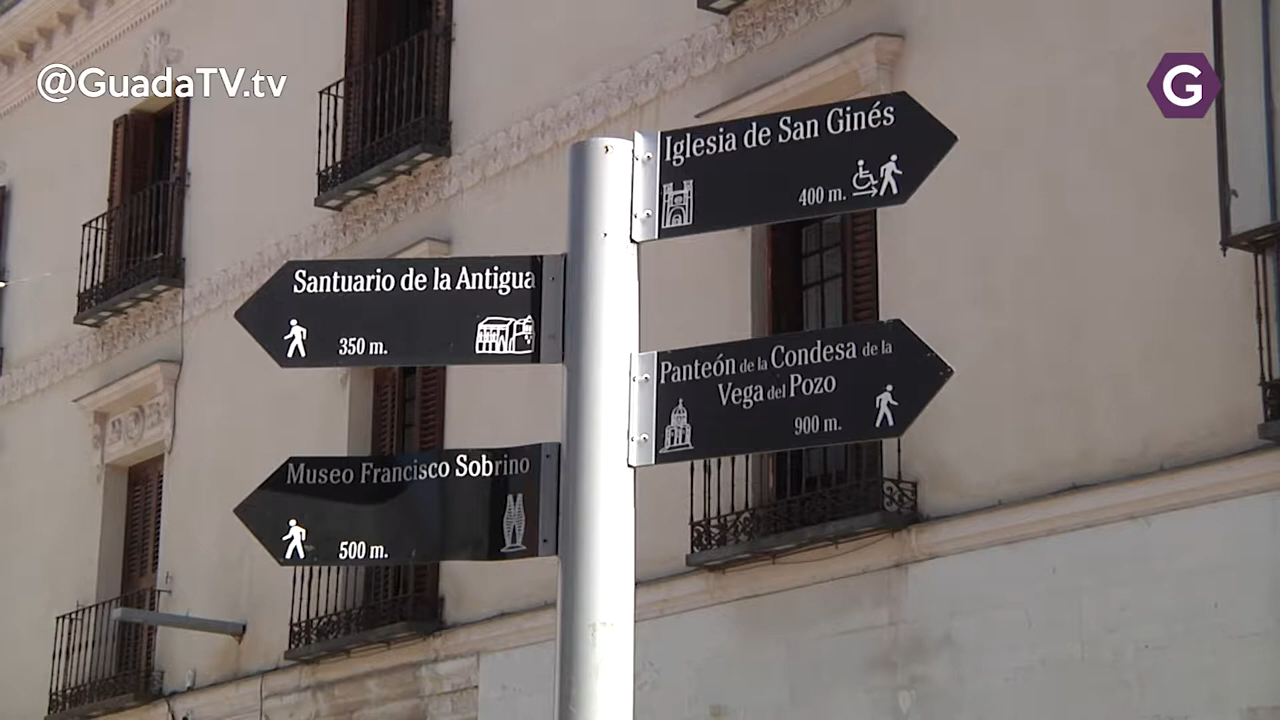 @GuadaTV.tv
G
Iglesia de San Ginés
400 m.
Santuario de la Antigua
350 m.
Panteón de la Condesa de la
Vega del Pozo
900 m.
Museo Francisco Sobrino
500 m.